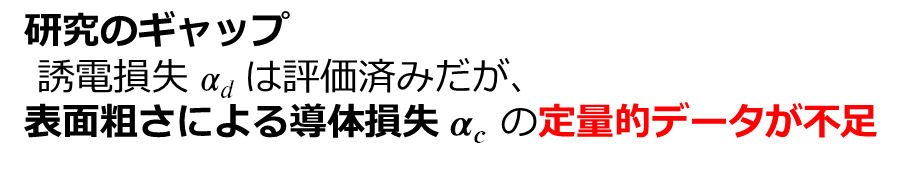 研究のギャップ
誘電損失 α_d は評価済みだが、
表面粗さによる導体損失 α_c の定量的データが不足